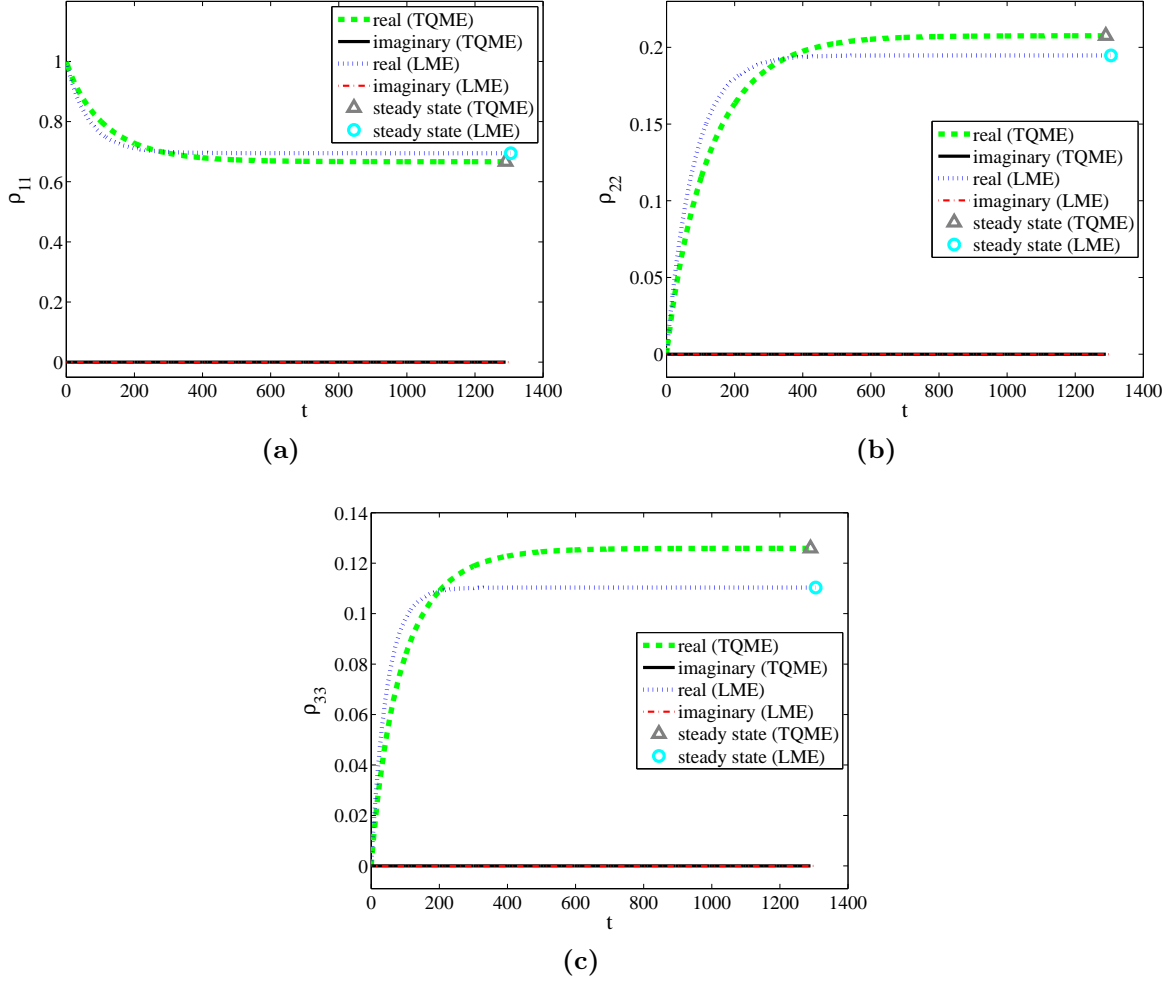 real (TQME)
imaginary (TQME)
real (LME)
imaginary (LME)
steady state (TQME)
steady state (LME)
1
0.8
0.6
0.4
0.2
0
ρ11
0 200 400 600 800 1000 1200 1400
t
(a)
0.2
0.15
0.1
0.05
0
ρ22
real (TQME)
imaginary (TQME)
real (LME)
imaginary (LME)
steady state (TQME)
steady state (LME)
0 200 400 600 800 1000 1200 1400
t
(b)
0.14
0.12
0.1
0.08
0.06
0.04
0.02
0
ρ33
real (TQME)
imaginary (TQME)
real (LME)
imaginary (LME)
steady state (TQME)
steady state (LME)
0 200 400 600 800 1000 1200 1400
t
(c)